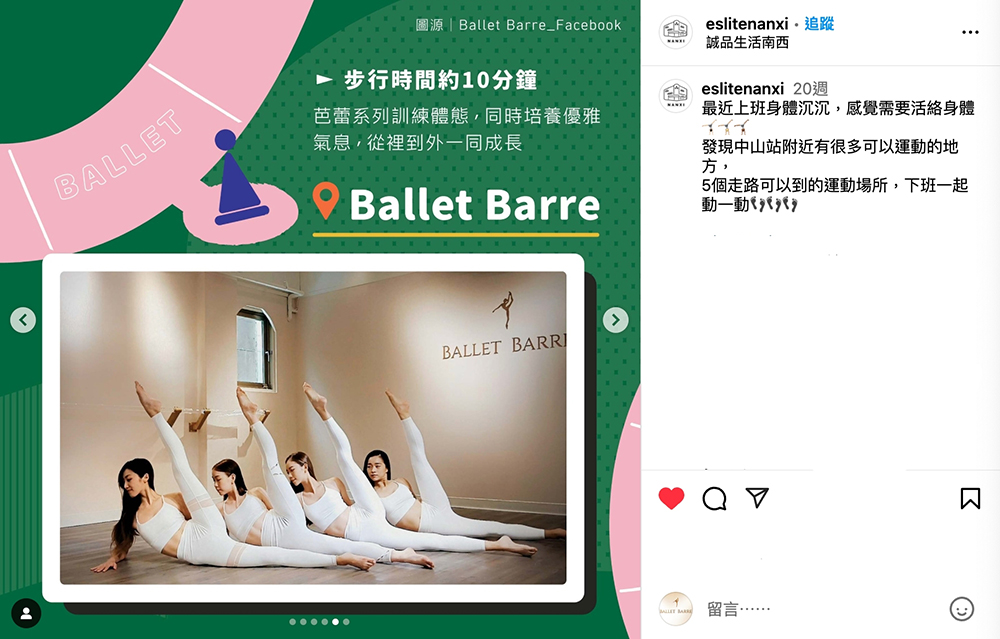 圖源｜Ballet Barre_Facebook
► 步行時間約10分鐘
芭蕾系列訓練體態，同時培養優雅
氣息，從裡到外一同成長
BALLET
Ballet Barre
BALLET BARRE
eslitenanxi • 追蹤
誠品生活南西
eslitenanxi 20週
最近上班身體沉沉，感覺需要活絡身體
🤸🤸🤸
發現中山站附近有很多可以運動的地
方，
5個走路可以到的運動場所，下班一起
動一動👣👣👣
NANXI
NANXI
BALLET BARRE
留言……